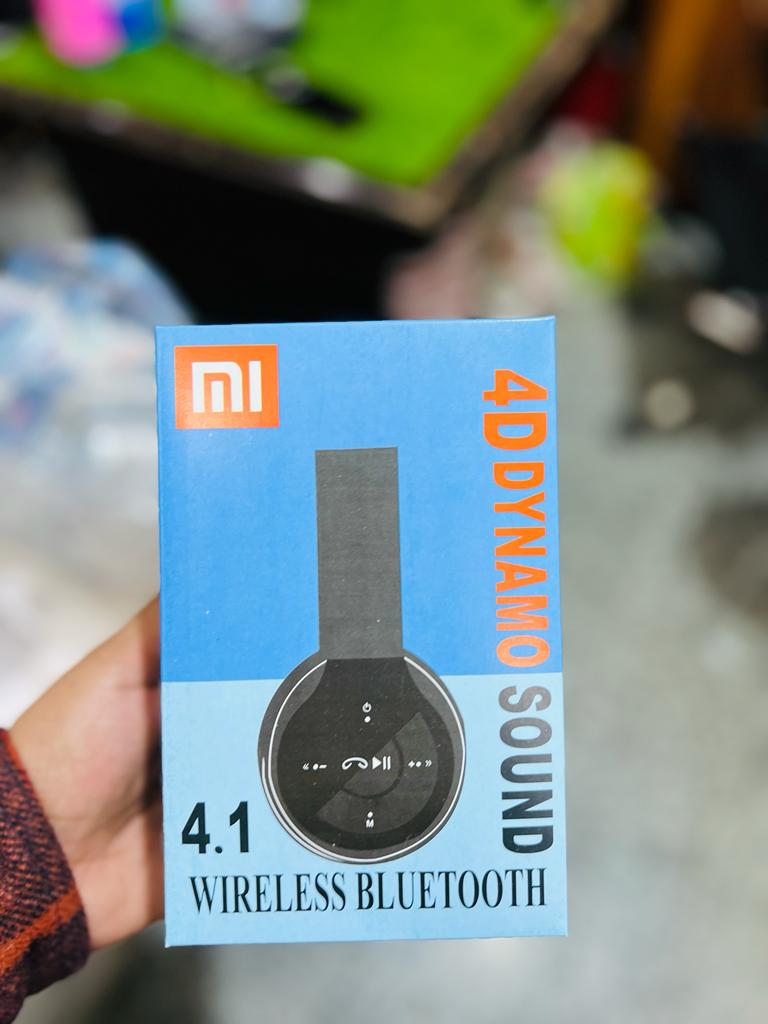 mi
4D DYNAMO SOUND
M
4.1
WIRELESS BLUETOOTH